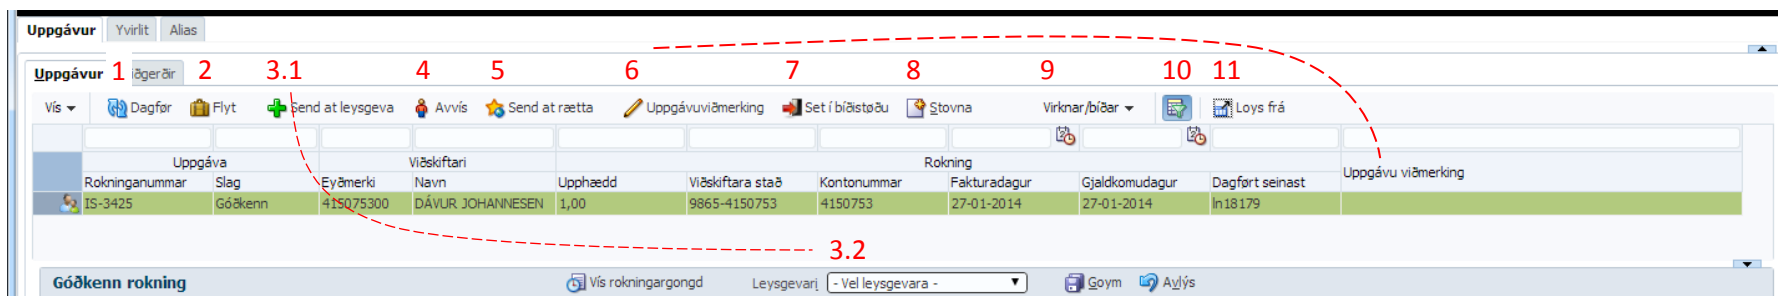 Uppgávur Yvirlit Alias
Uppgávur 1 ðgerðir 2 3.1 4 5 6 7 8 9 10 11
Vís Dagfør Flyt Send at leysgeva Avvís Send at rætta Uppgávuviðmerking Set í bíðistøðu Stovna Virknar/bíðar Loys frá
Uppgáva Viðskiftari Rokning
Uppgávu viðmerking
Rokninganummar Slag Eyðmerki Navn Upphædd Viðskiftara stað Kontonummar Fakturadagur Gjaldkomudagur Dagført seinast
IS-3425 Góðkenn 415075300 DÁVUR JOHANNESEN 1,00 9865-4150753 4150753 27-01-2014 27-01-2014 ln18179
3.2
Góðkenn rokning Vís rokningargongd Leysgevari - Vel leysgevara - Goym Avlýs